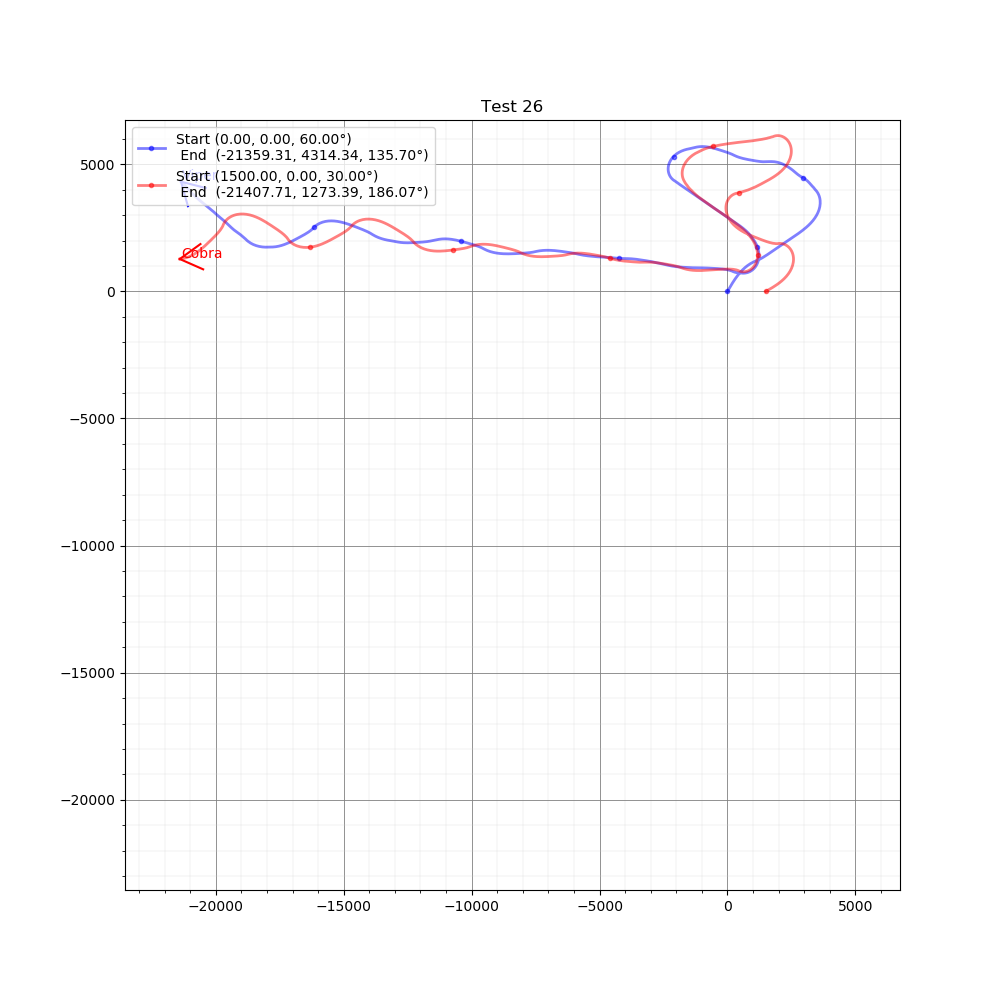 Test 26
Start (0.00, 0.00, 60.00°)
End (-21359.31, 4314.34, 135.70°)
Start (1500.00, 0.00, 30.00°)
End (-21407.71, 1273.39, 186.07°)
Cobra
5000
0
−5000
−10000
−15000
−20000
−20000 −15000 −10000 −5000 0 5000